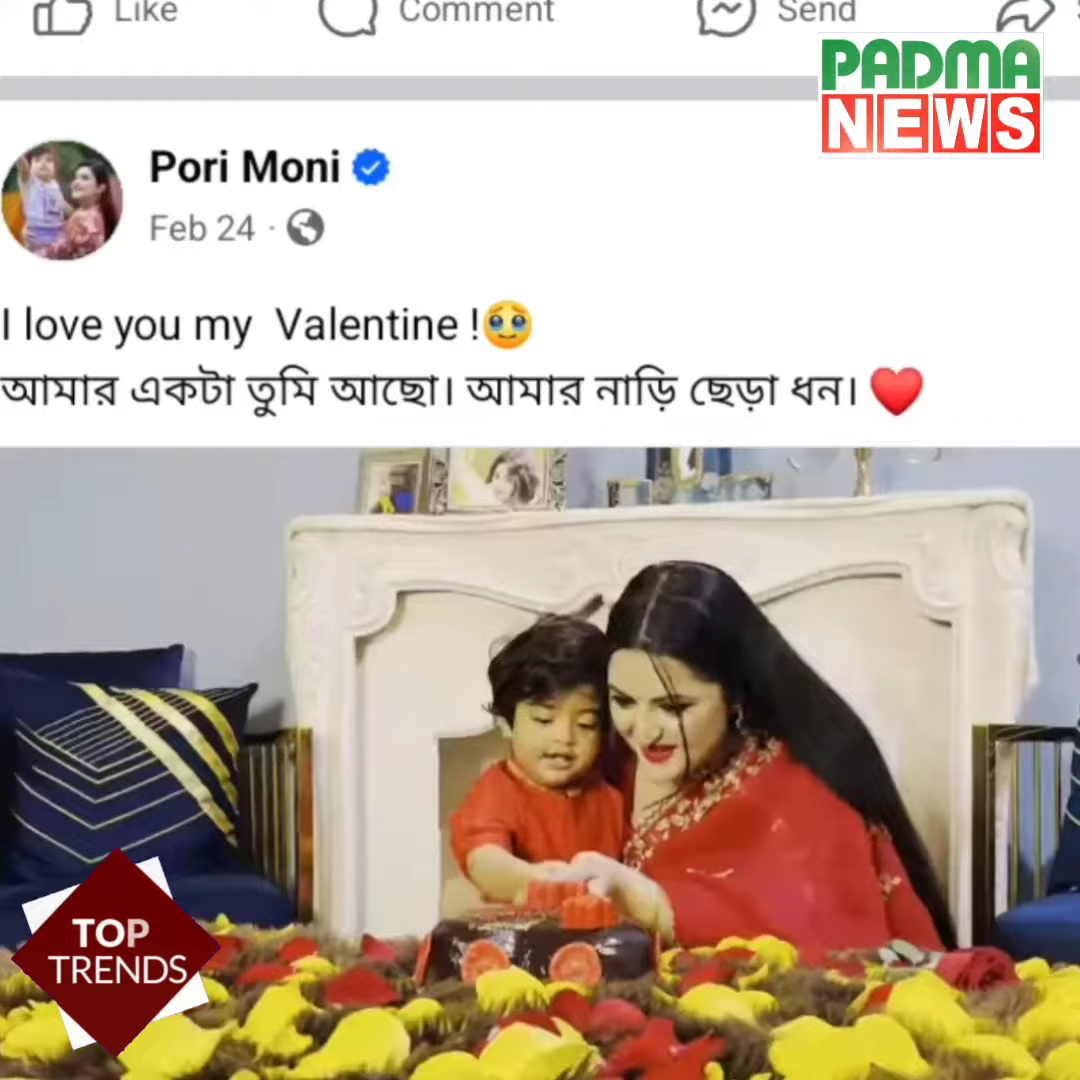 Like Comment Send
PADMA
NEWS
Pori Moni
Feb 24 ·
I love you my Valentine !🥹
আমার একটা তুমি আছো। আমার নাড়ি ছেড়া ধন। ❤️
TOP
TRENDS